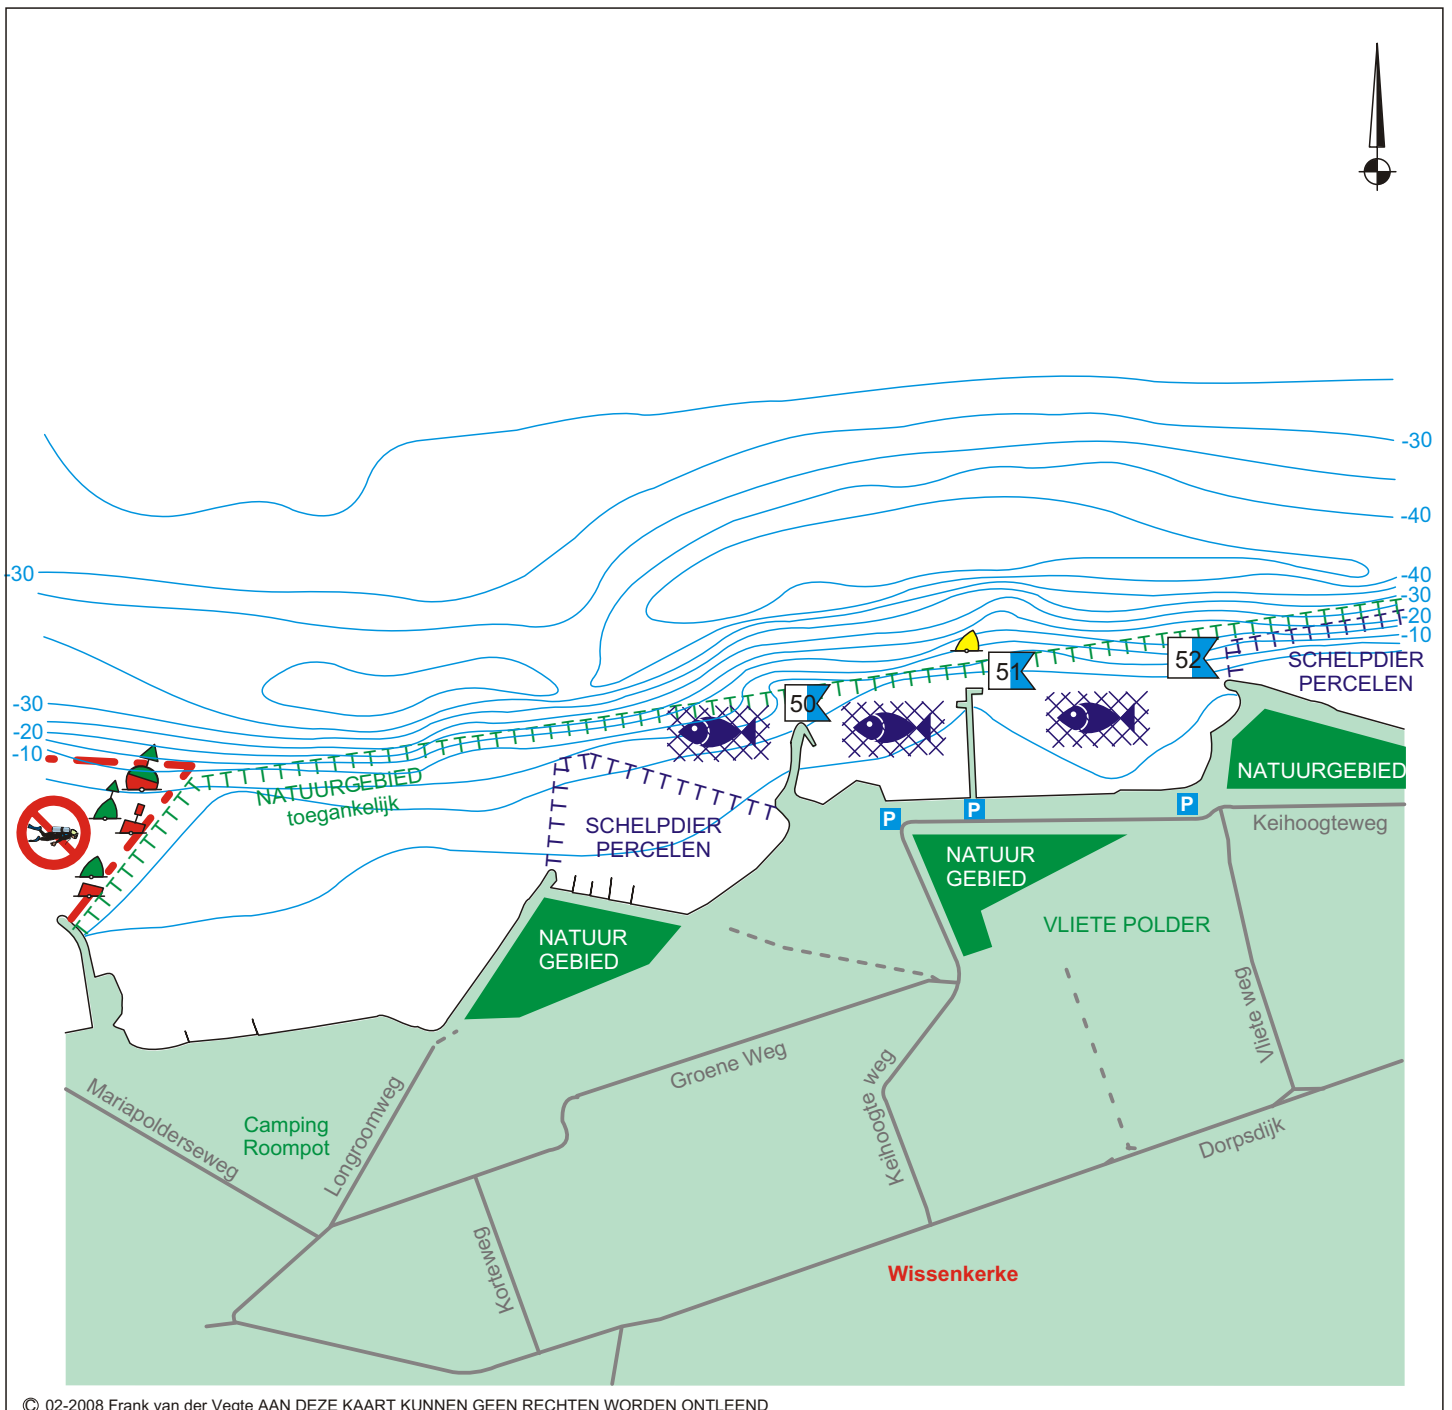 -30
-40
-30
-40
-30
-20
-10
-30
-20
-10
50
51
52
SCHELPDIER
PERCELEN
NATUURGEBIED
toegankelijk
SCHELPDIER
PERCELEN
NATUURGEBIED
P
P
P
Keihoogteweg
NATUUR
GEBIED
NATUUR
GEBIED
VLIETE POLDER
Vliete weg
Groene Weg
Keihoogte weg
Mariapolderseweg
Camping
Roompot
Longroomweg
Dorpsdijk
Korteweg
Wissenkerke
© 02-2008 Frank van der Vegte AAN DEZE KAART KUNNEN GEEN RECHTEN WORDEN ONTLEEND